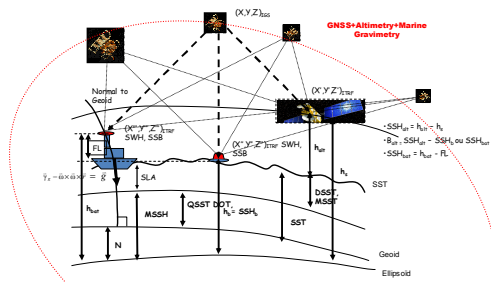 (X,Y,Z)IGS
GNSS+Altimetry+Marine
Gravimetry
(X',Y',Z')ITRF
Normal to
Geoid
(X'',Y'',Z'')ITRF
SWH, SSB
(X'',Y'',Z'')ITRF SWH,
SSB
•SSHalt = halt – hs
•Balt = SSHalt – SSHb ou SSHbat
•SSHbat = hbat – FL
FL
halt
hs
SLA
SST
hbat
MSSH
QSST DOT,
hb = SSHb
DSST,
MSST
SST
N
Geoid
Ellipsoid